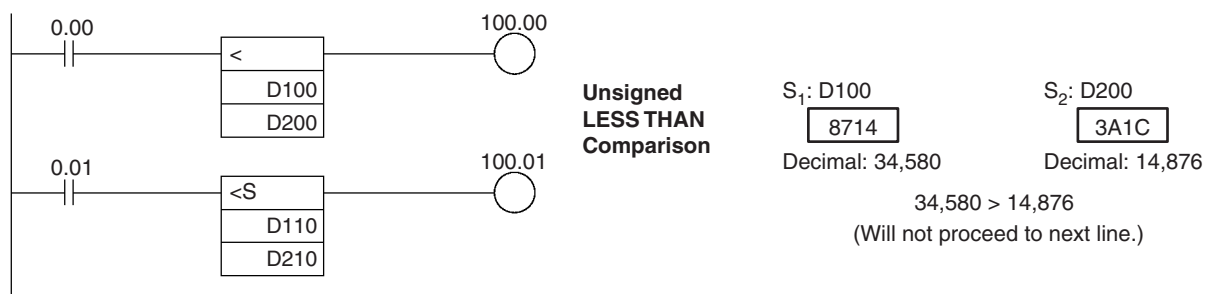 0.00
<
D100
D200
100.00
0.01
<S
D110
D210
100.01
Unsigned
LESS THAN
Comparison
S1: D100
8714
Decimal: 34,580
S2: D200
3A1C
Decimal: 14,876
34,580 > 14,876
(Will not proceed to next line.)